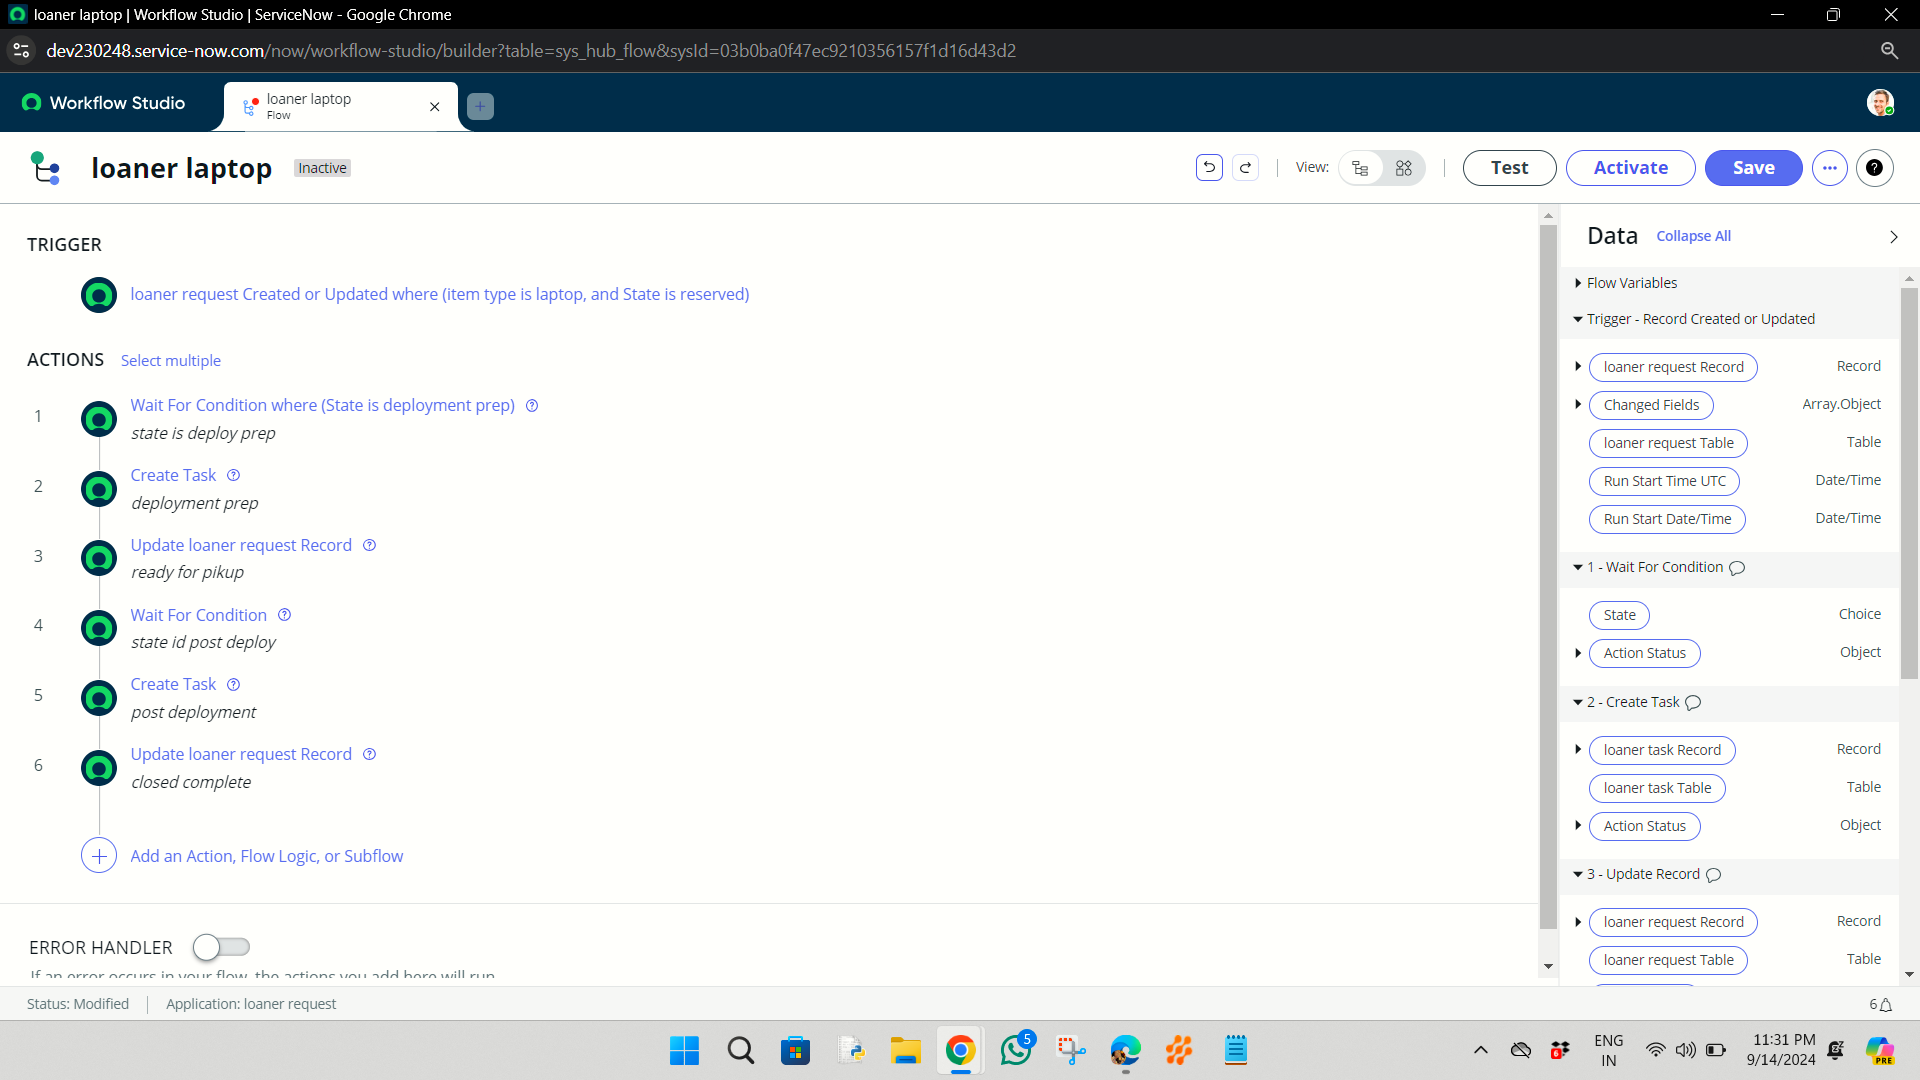 loaner laptop | Workflow Studio | ServiceNow - Google Chrome
dev230248.service-now.com/now/workflow-studio/builder?table=sys_hub_flow&sysId=03b0ba0f47ec9210356157f1d16d43d2
Workflow Studio
loaner laptop
Flow
loaner laptop
Inactive
View:
Test
Activate
Save
TRIGGER
loaner request Created or Updated where (item type is laptop, and State is reserved)
ACTIONS
Select multiple
1
Wait For Condition where (State is deployment prep)
state is deploy prep
2
Create Task
deployment prep
3
Update loaner request Record
ready for pikup
4
Wait For Condition
state id post deploy
5
Create Task
post deployment
6
Update loaner request Record
closed complete
Add an Action, Flow Logic, or Subflow
ERROR HANDLER
If an error occurs in your flow, the actions you add here will run.
Data
Collapse All
Flow Variables
Trigger - Record Created or Updated
loaner request Record
Record
Changed Fields
Array.Object
loaner request Table
Table
Run Start Time UTC
Date/Time
Run Start Date/Time
Date/Time
1 - Wait For Condition
State
Choice
Action Status
Object
2 - Create Task
loaner task Record
Record
loaner task Table
Table
Action Status
Object
3 - Update Record
loaner request Record
Record
loaner request Table
Table
Status: Modified
Application: loaner request
6
5
6
ENG
IN
11:31 PM
9/14/2024
PRE